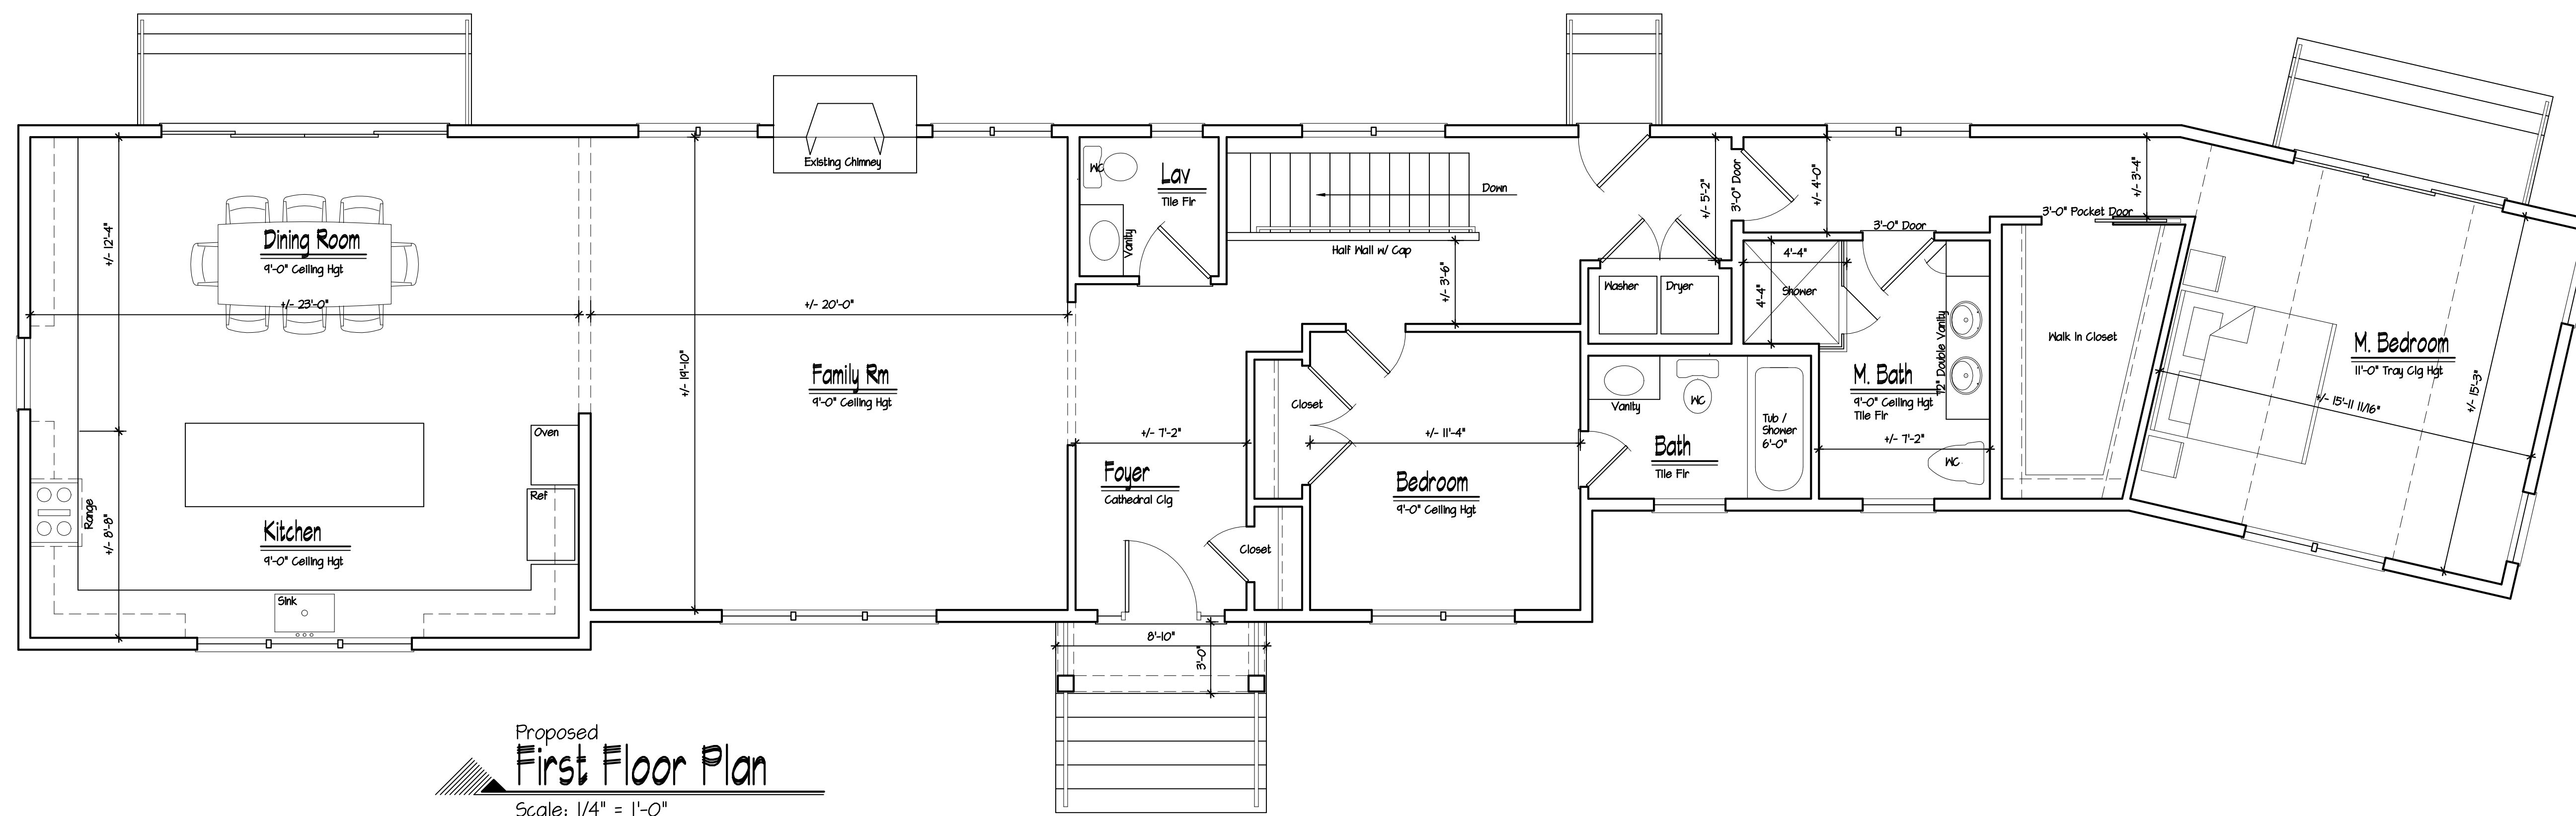 Existing Chimney
WC
Lav
Tile Flr
Vanity
Down
Half Wall w/ Cap
+/- 3'-6"
+/- 5'-2"
3'-0" Door
+/- 4'-0"
3'-0" Door
3'-0" Pocket Door
+/- 3'-4"
Dining Room
9'-0" Ceiling Hgt
+/- 12'-4"
+/- 23'-0"
+/- 20'-0"
+/- 19'-10"
Family Rm
9'-0" Ceiling Hgt
Washer
Dryer
4'-4"
4'-4"
Shower
72" Double Vanity
Walk In Closet
M. Bedroom
11'-0" Tray Clg Hgt
+/- 15'-11 11/16"
+/- 15'-3"
M. Bath
9'-0" Ceiling Hgt
Tile Flr
+/- 7'-2"
WC
Closet
+/- 7'-2"
+/- 11'-4"
Vanity
WC
Tub /
Shower
6'-0"
Bath
Tile Flr
Foyer
Cathedral Clg
Bedroom
9'-0" Ceiling Hgt
Closet
Oven
Ref
Range
+/- 8'-8"
Kitchen
9'-0" Ceiling Hgt
Sink
8'-10"
3'-0"
Proposed
First Floor Plan
Scale: 1/4" = 1'-0"